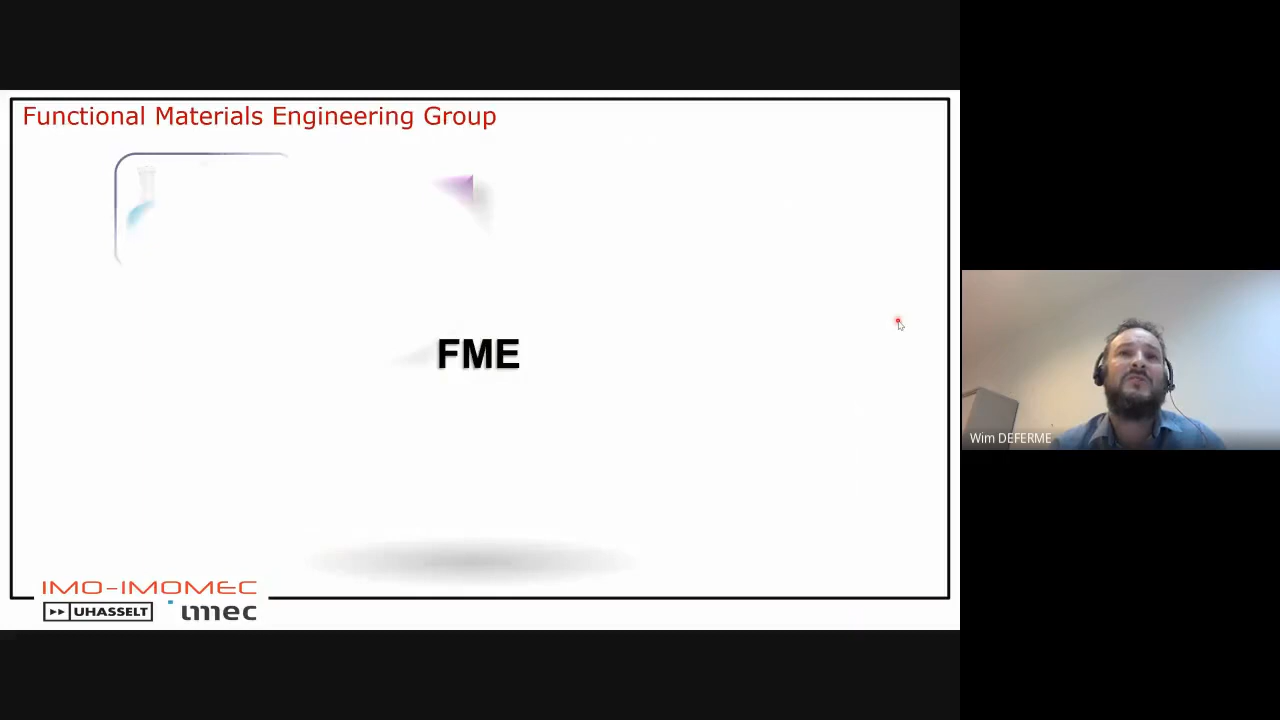 Functional Materials Engineering Group
FME
Wim DEFERME
IMO-IMOMEC
UHASSELT
imec